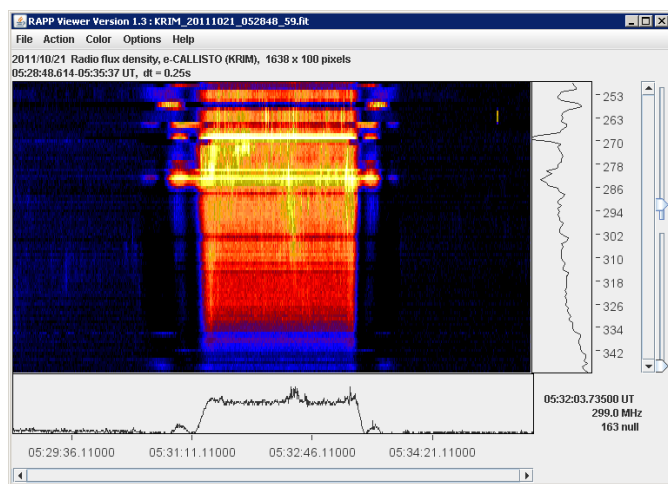 RAPP Viewer Version 1.3 : KRIM_20111021_052848_59.fit
File Action Color Options Help
2011/10/21 Radio flux density, e-CALLISTO (KRIM), 1638 x 100 pixels
05:28:48.614-05:35:37 UT, dt = 0.25s
253
263
270
278
286
294
302
310
318
326
334
342
05:32:03.73500 UT
299.0 MHz
163 null
05:29:36.11000 05:31:11.11000 05:32:46.11000 05:34:21.11000